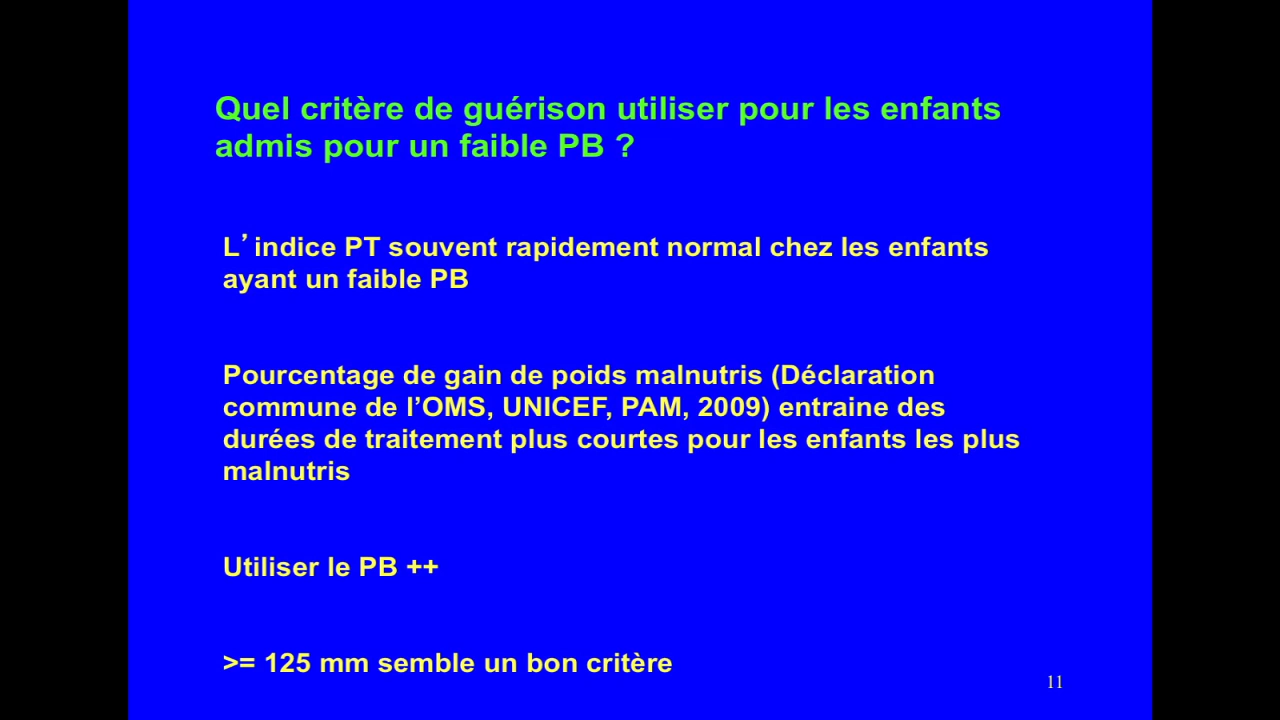 Quel critère de guérison utiliser pour les enfants
admis pour un faible PB ?
L’indice PT souvent rapidement normal chez les enfants
ayant un faible PB
Pourcentage de gain de poids malnutris (Déclaration
commune de l’OMS, UNICEF, PAM, 2009) entraine des
durées de traitement plus courtes pour les enfants les plus
malnutris
Utiliser le PB ++
>= 125 mm semble un bon critère
11